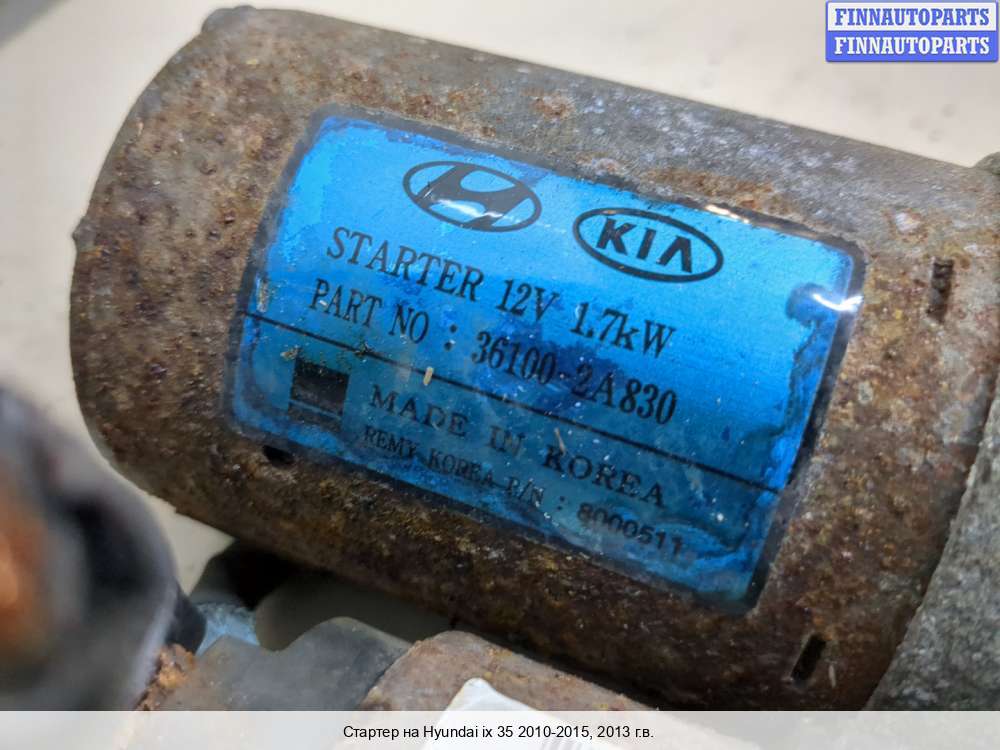 FINNAUTOPARTS
FINNAUTOPARTS
KIA
STARTER 12V 1.7kW
PART NO : 36100-2A830
MADE IN KOREA
REMY KOREA P/N : 8000511
Стартер на Hyundai ix 35 2010-2015, 2013 г.в.